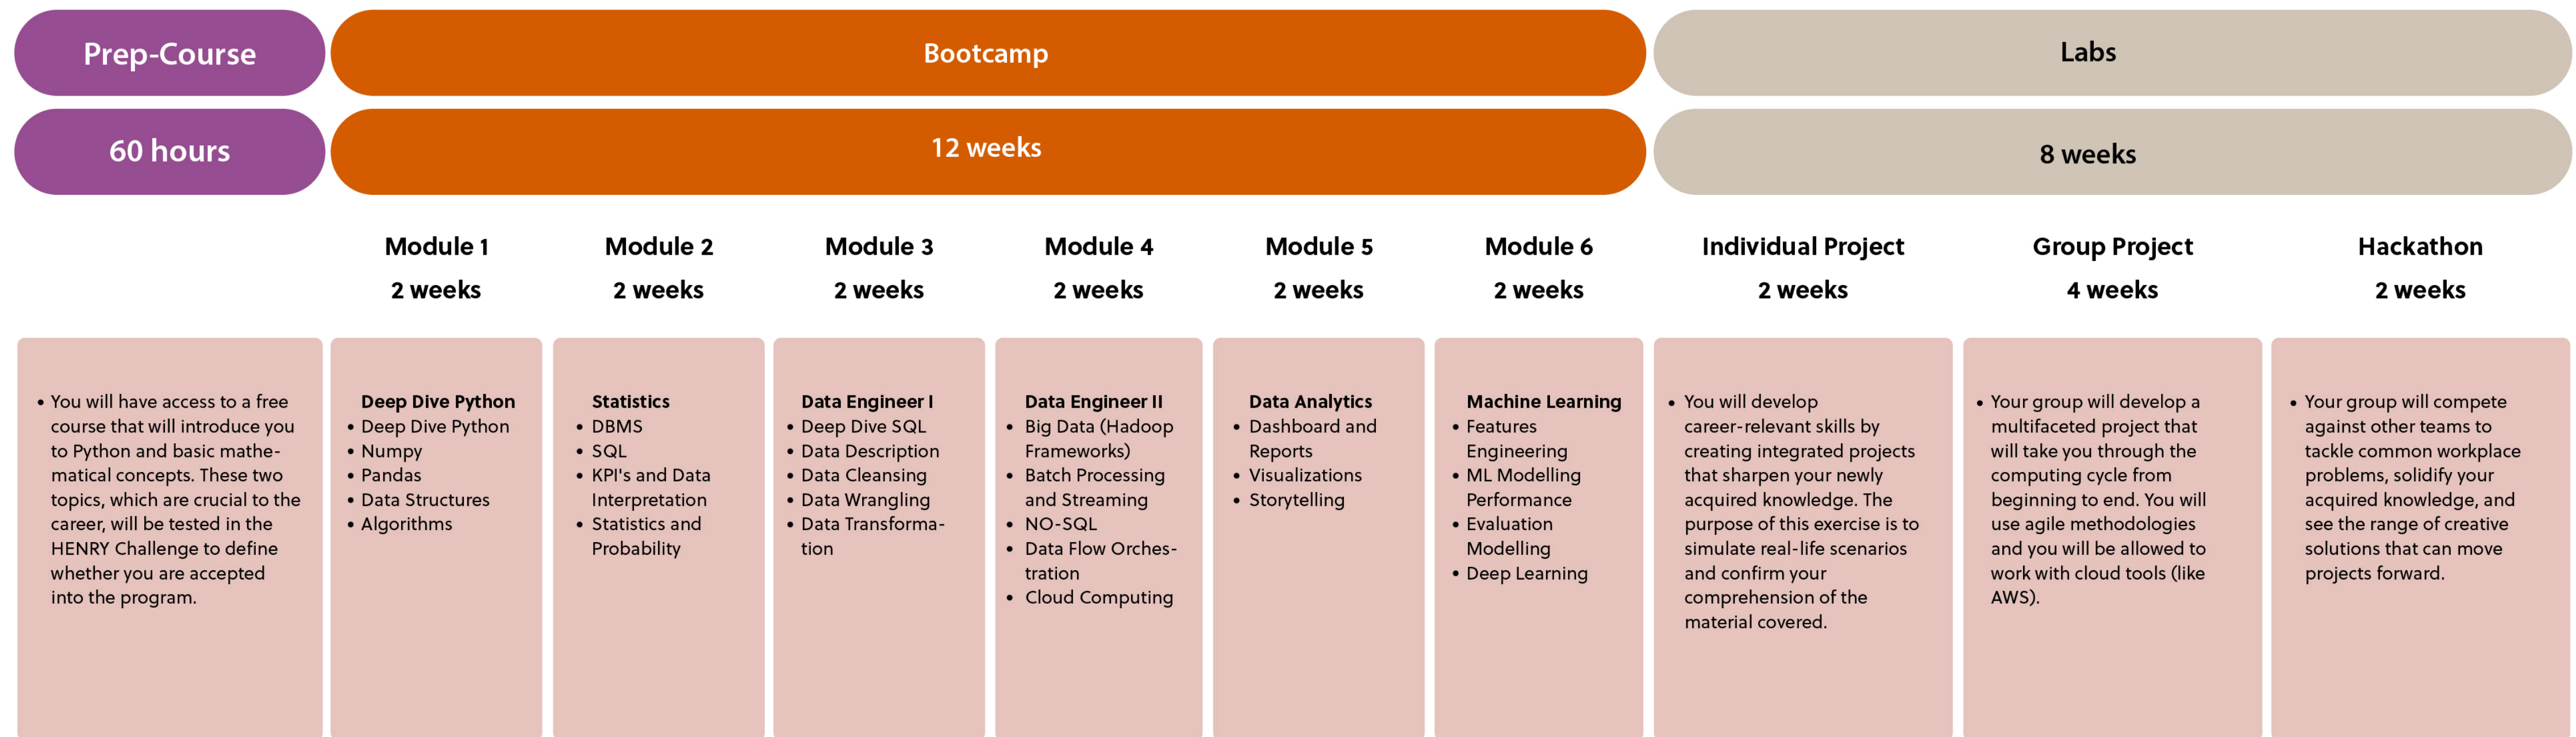 Prep-Course
Bootcamp
Labs
60 hours
12 weeks
8 weeks
Module 1
2 weeks
Module 2
2 weeks
Module 3
2 weeks
Module 4
2 weeks
Module 5
2 weeks
Module 6
2 weeks
Individual Project
2 weeks
Group Project
4 weeks
Hackathon
2 weeks
• You will have access to a free
course that will introduce you
to Python and basic mathe-
matical concepts. These two
topics, which are crucial to the
career, will be tested in the
HENRY Challenge to define
whether you are accepted
into the program.
Deep Dive Python
• Deep Dive Python
• Numpy
• Pandas
• Data Structures
• Algorithms
Statistics
• DBMS
• SQL
• KPI's and Data
Interpretation
• Statistics and
Probability
Data Engineer I
• Deep Dive SQL
• Data Description
• Data Cleansing
• Data Wrangling
• Data Transforma-
tion
Data Engineer II
• Big Data (Hadoop
Frameworks)
• Batch Processing
and Streaming
• NO-SQL
• Data Flow Orches-
tration
• Cloud Computing
Data Analytics
• Dashboard and
Reports
• Visualizations
• Storytelling
Machine Learning
• Features
Engineering
• ML Modelling
Performance
• Evaluation
Modelling
• Deep Learning
• You will develop
career-relevant skills by
creating integrated projects
that sharpen your newly
acquired knowledge. The
purpose of this exercise is to
simulate real-life scenarios
and confirm your
comprehension of the
material covered.
• Your group will develop a
multifaceted project that
will take you through the
computing cycle from
beginning to end. You will
use agile methodologies
and you will be allowed to
work with cloud tools (like
AWS).
• Your group will compete
against other teams to
tackle common workplace
problems, solidify your
acquired knowledge, and
see the range of creative
solutions that can move
projects forward.